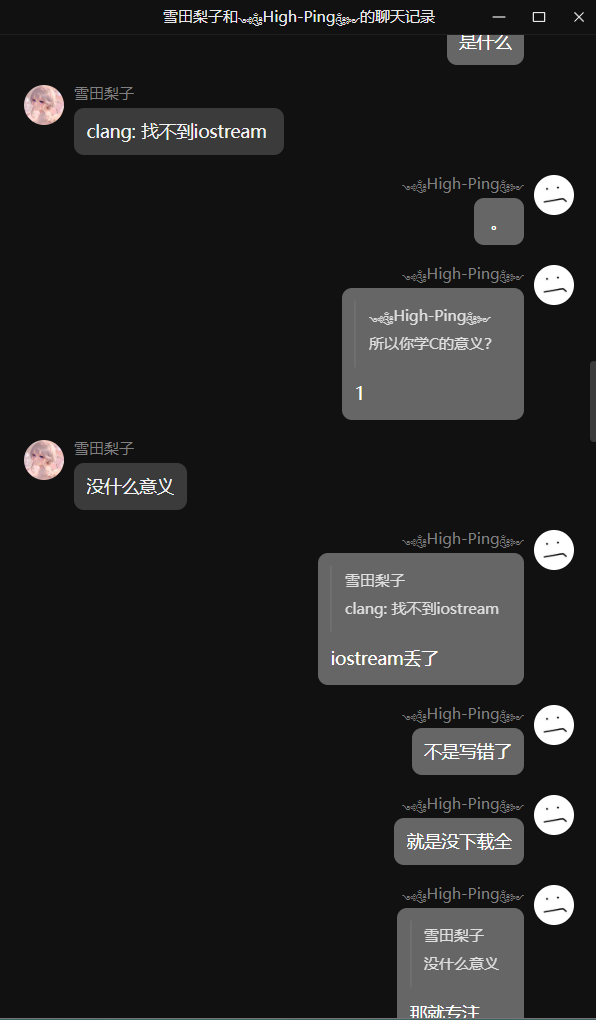 雪田梨子和৻High-Ping৲的聊天记录
是什么
雪田梨子
clang: 找不到iostream
High-Ping
。
High-Ping
High-Ping
所以你学C的意义?
1
雪田梨子
没什么意义
High-Ping
雪田梨子
clang: 找不到iostream
iostream丢了
High-Ping
不是写错了
High-Ping
就是没下载全
High-Ping
雪田梨子
没什么意义
那就专注